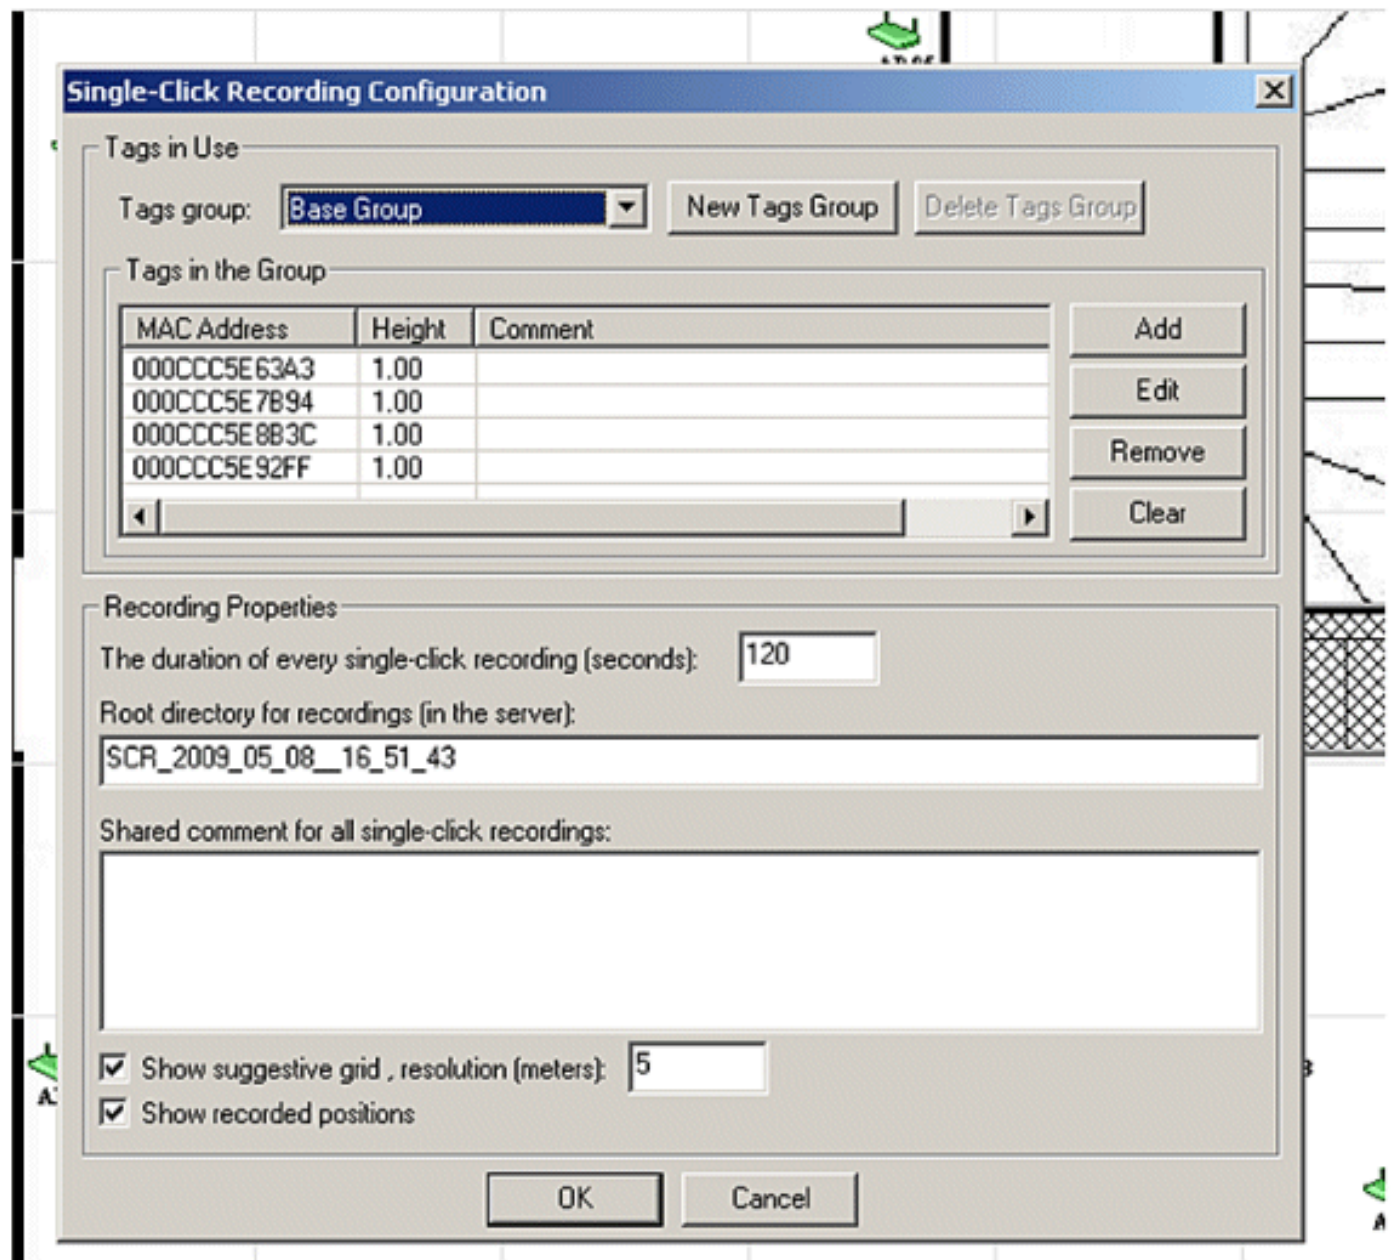 Single-Click Recording Configuration
Tags in Use
Tags group: Base Group New Tags Group Delete Tags Group
Tags in the Group
MAC Address Height Comment
000CCC5E63A3 1.00
000CCC5E7B94 1.00
000CCC5E8B3C 1.00
000CCC5E92FF 1.00
Add
Edit
Remove
Clear
Recording Properties
The duration of every single-click recording (seconds): 120
Root directory for recordings (in the server):
SCR_2009_05_08__16_51_43
Shared comment for all single-click recordings:
Show suggestive grid , resolution (meters): 5
Show recorded positions
OK Cancel